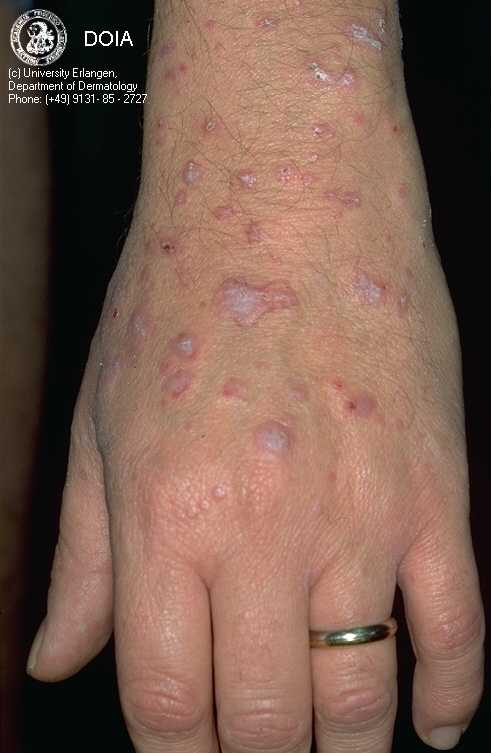 DOIA
(c) University Erlangen,
Department of Dermatology
Phone: (+49) 9131- 85 - 2727